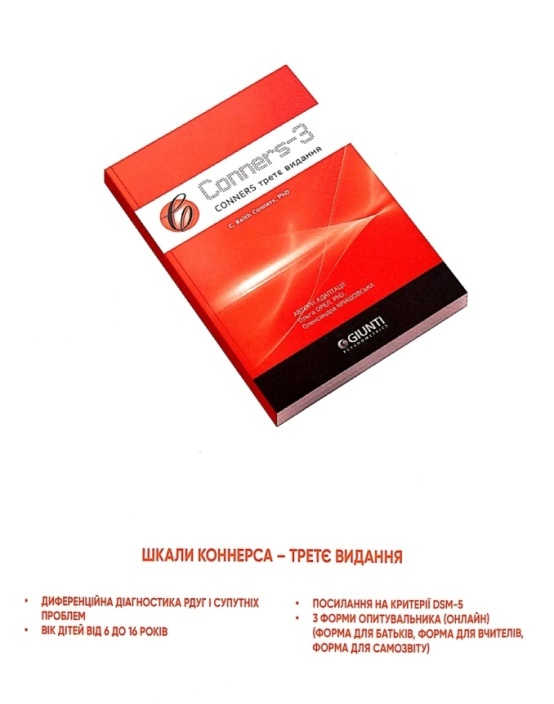 Conners-3
CONNERS третє видання
C. Keith Conners, PhD
АВТОРИ АДАПТАЦІЇ
Ольга ОРЕЛ, PhD
Олександра КРИШОВСЬКА
GIUNTI
PSYCHOMETRICS
ШКАЛИ КОННЕРСА – ТРЕТЄ ВИДАННЯ
• ДИФЕРЕНЦІЙНА ДІАГНОСТИКА РДУГ І СУПУТНІХ
ПРОБЛЕМ
• ВІК ДІТЕЙ ВІД 6 ДО 16 РОКІВ
• ПОСИЛАННЯ НА КРИТЕРІЇ DSM-5
• 3 ФОРМИ ОПИТУВАЛЬНИКА (ОНЛАЙН)
(ФОРМА ДЛЯ БАТЬКІВ, ФОРМА ДЛЯ ВЧИТЕЛІВ,
ФОРМА ДЛЯ САМОЗВІТУ)